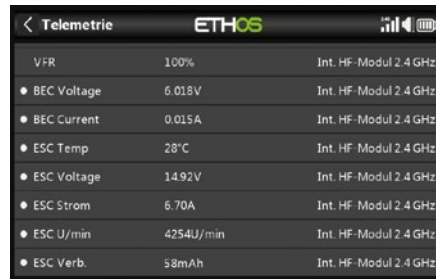 Telemetrie ETHOS 2.4G
VFR 100% Int. HF-Modul 2.4 GHz
BEC Voltage 6.018V Int. HF-Modul 2.4 GHz
BEC Current 0.015A Int. HF-Modul 2.4 GHz
ESC Temp 28°C Int. HF-Modul 2.4 GHz
ESC Voltage 14.92V Int. HF-Modul 2.4 GHz
ESC Strom 6.70A Int. HF-Modul 2.4 GHz
ESC U/min 4254U/min Int. HF-Modul 2.4 GHz
ESC Verb. 58mAh Int. HF-Modul 2.4 GHz